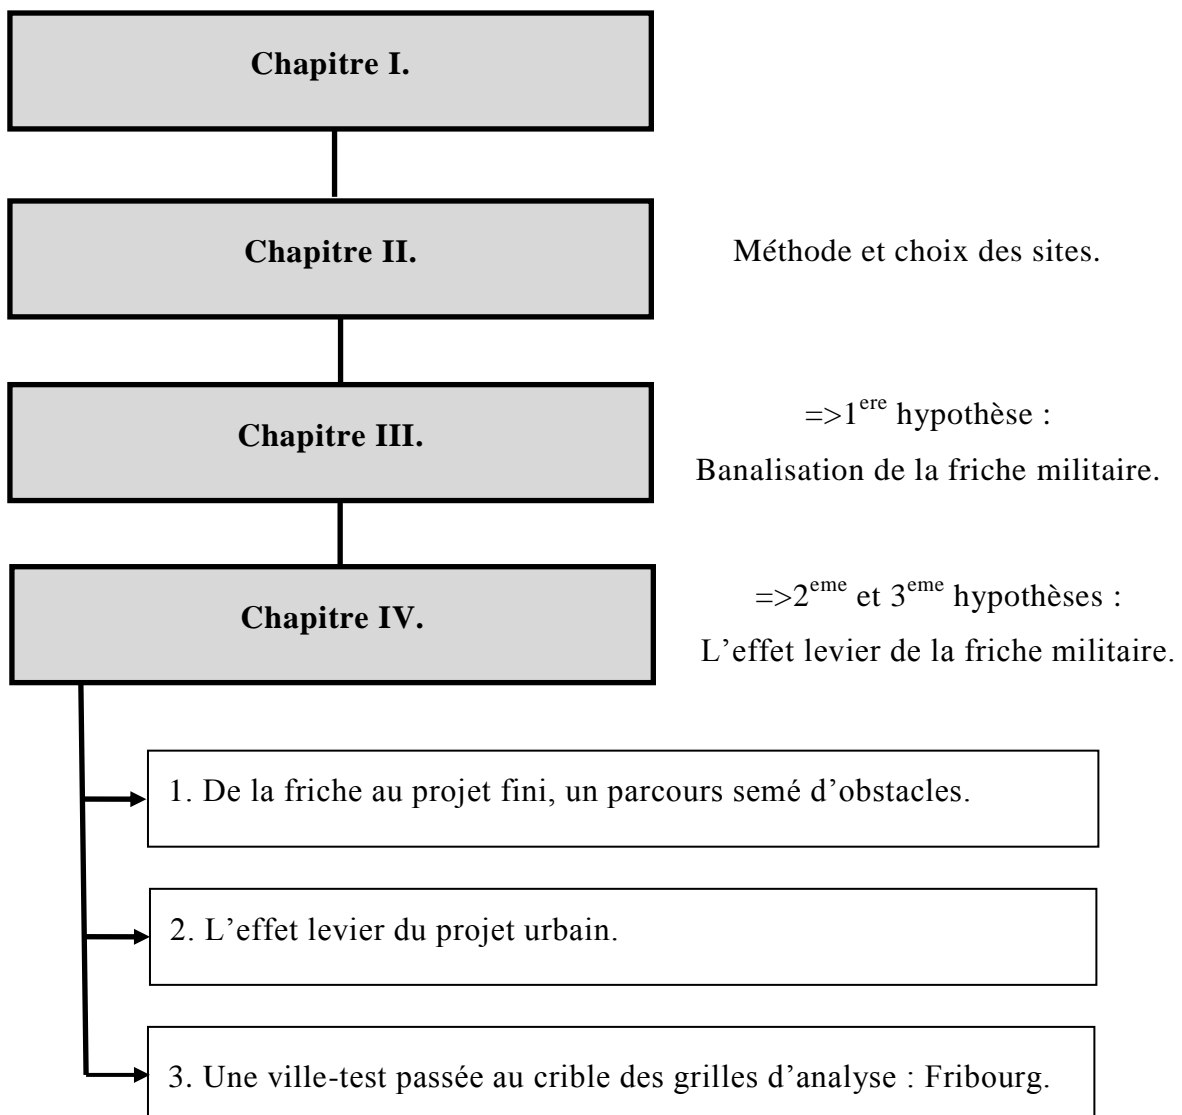 Chapitre I.
Chapitre II.
Méthode et choix des sites.
Chapitre III.
=>1ere hypothèse :
Banalisation de la friche militaire.
Chapitre IV.
=>2eme et 3eme hypothèses :
L’effet levier de la friche militaire.
1. De la friche au projet fini, un parcours semé d’obstacles.
2. L’effet levier du projet urbain.
3. Une ville-test passée au crible des grilles d’analyse : Fribourg.